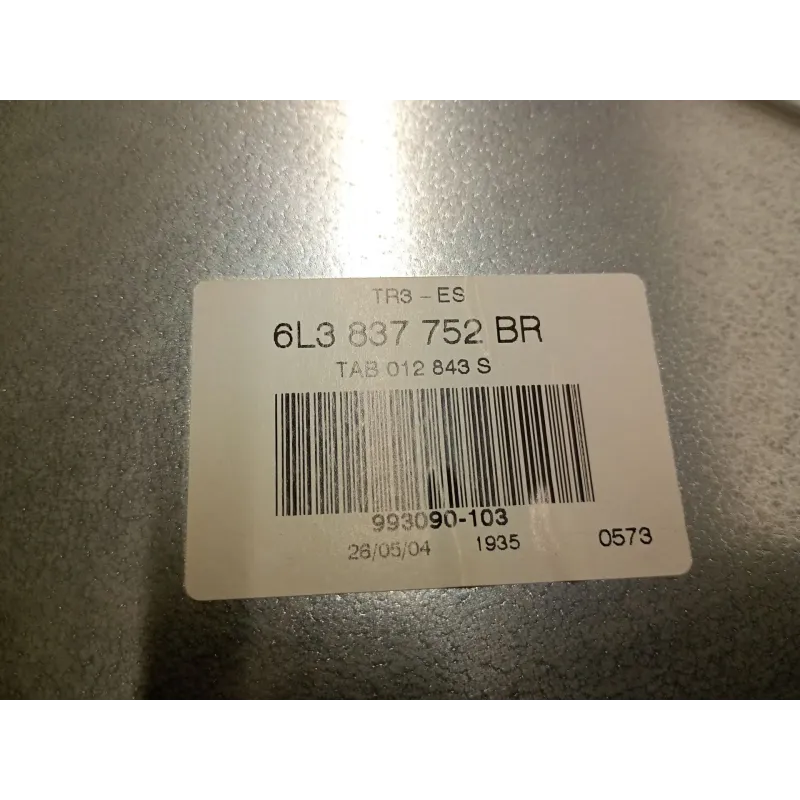 TR3 - ES
6L3 837 752 BR
TAB 012 843 S
993090-103
26/05/04 1935 0573